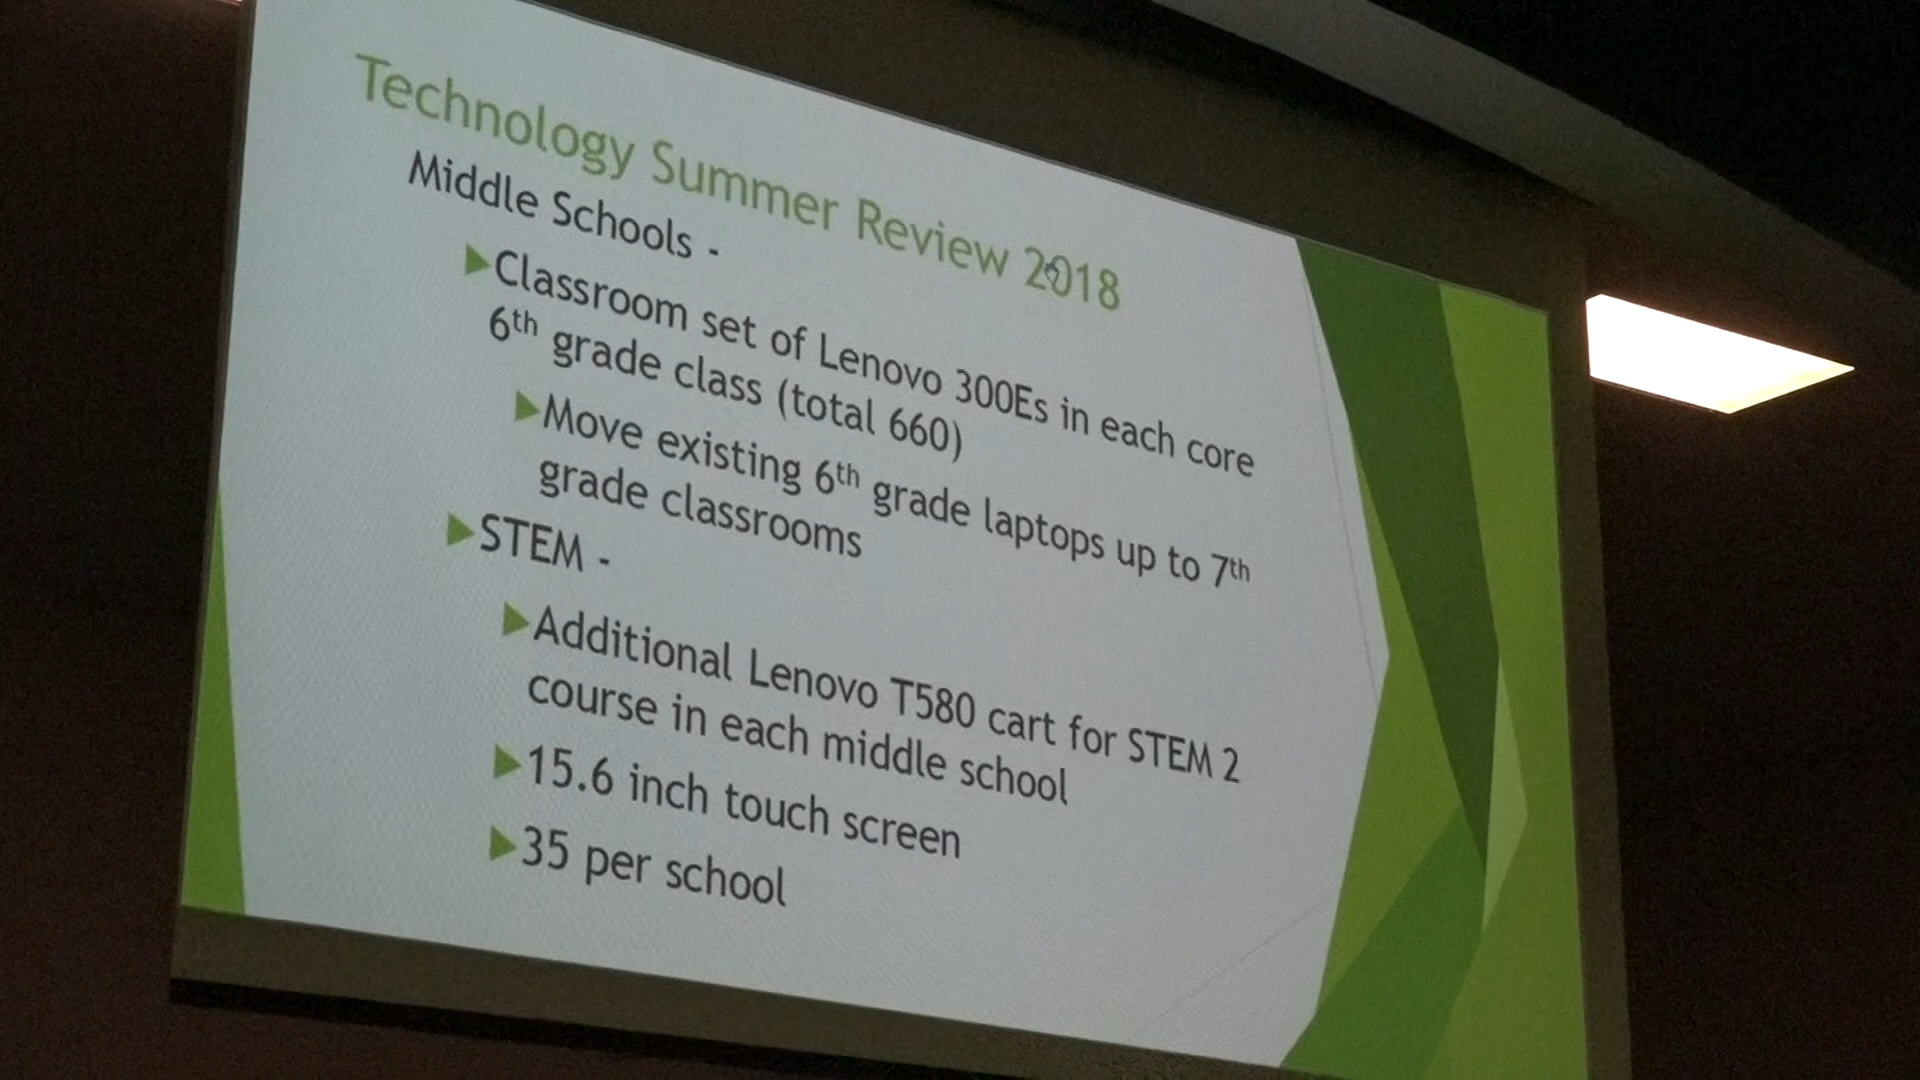 Technology Summer Review 2018
Middle Schools -
Classroom set of Lenovo 300Es in each core
6th grade class (total 660)
Move existing 6th grade laptops up to 7th
grade classrooms
STEM -
Additional Lenovo T580 cart for STEM 2
course in each middle school
15.6 inch touch screen
35 per school